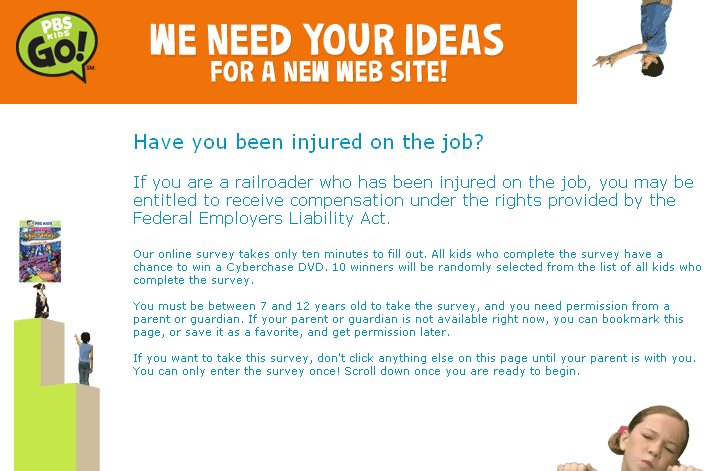 PBS
KIDS
GO!
SM
WE NEED YOUR IDEAS
FOR A NEW WEB SITE!
Have you been injured on the job?
If you are a railroader who has been injured on the job, you may be
entitled to receive compensation under the rights provided by the
Federal Employers Liability Act.
PBS KIDS
Our online survey takes only ten minutes to fill out. All kids who complete the survey have a
chance to win a Cyberchase DVD. 10 winners will be randomly selected from the list of all kids who
complete the survey.
You must be between 7 and 12 years old to take the survey, and you need permission from a
parent or guardian. If your parent or guardian is not available right now, you can bookmark this
page, or save it as a favorite, and get permission later.
If you want to take this survey, don't click anything else on this page until your parent is with you.
You can only enter the survey once! Scroll down once you are ready to begin.